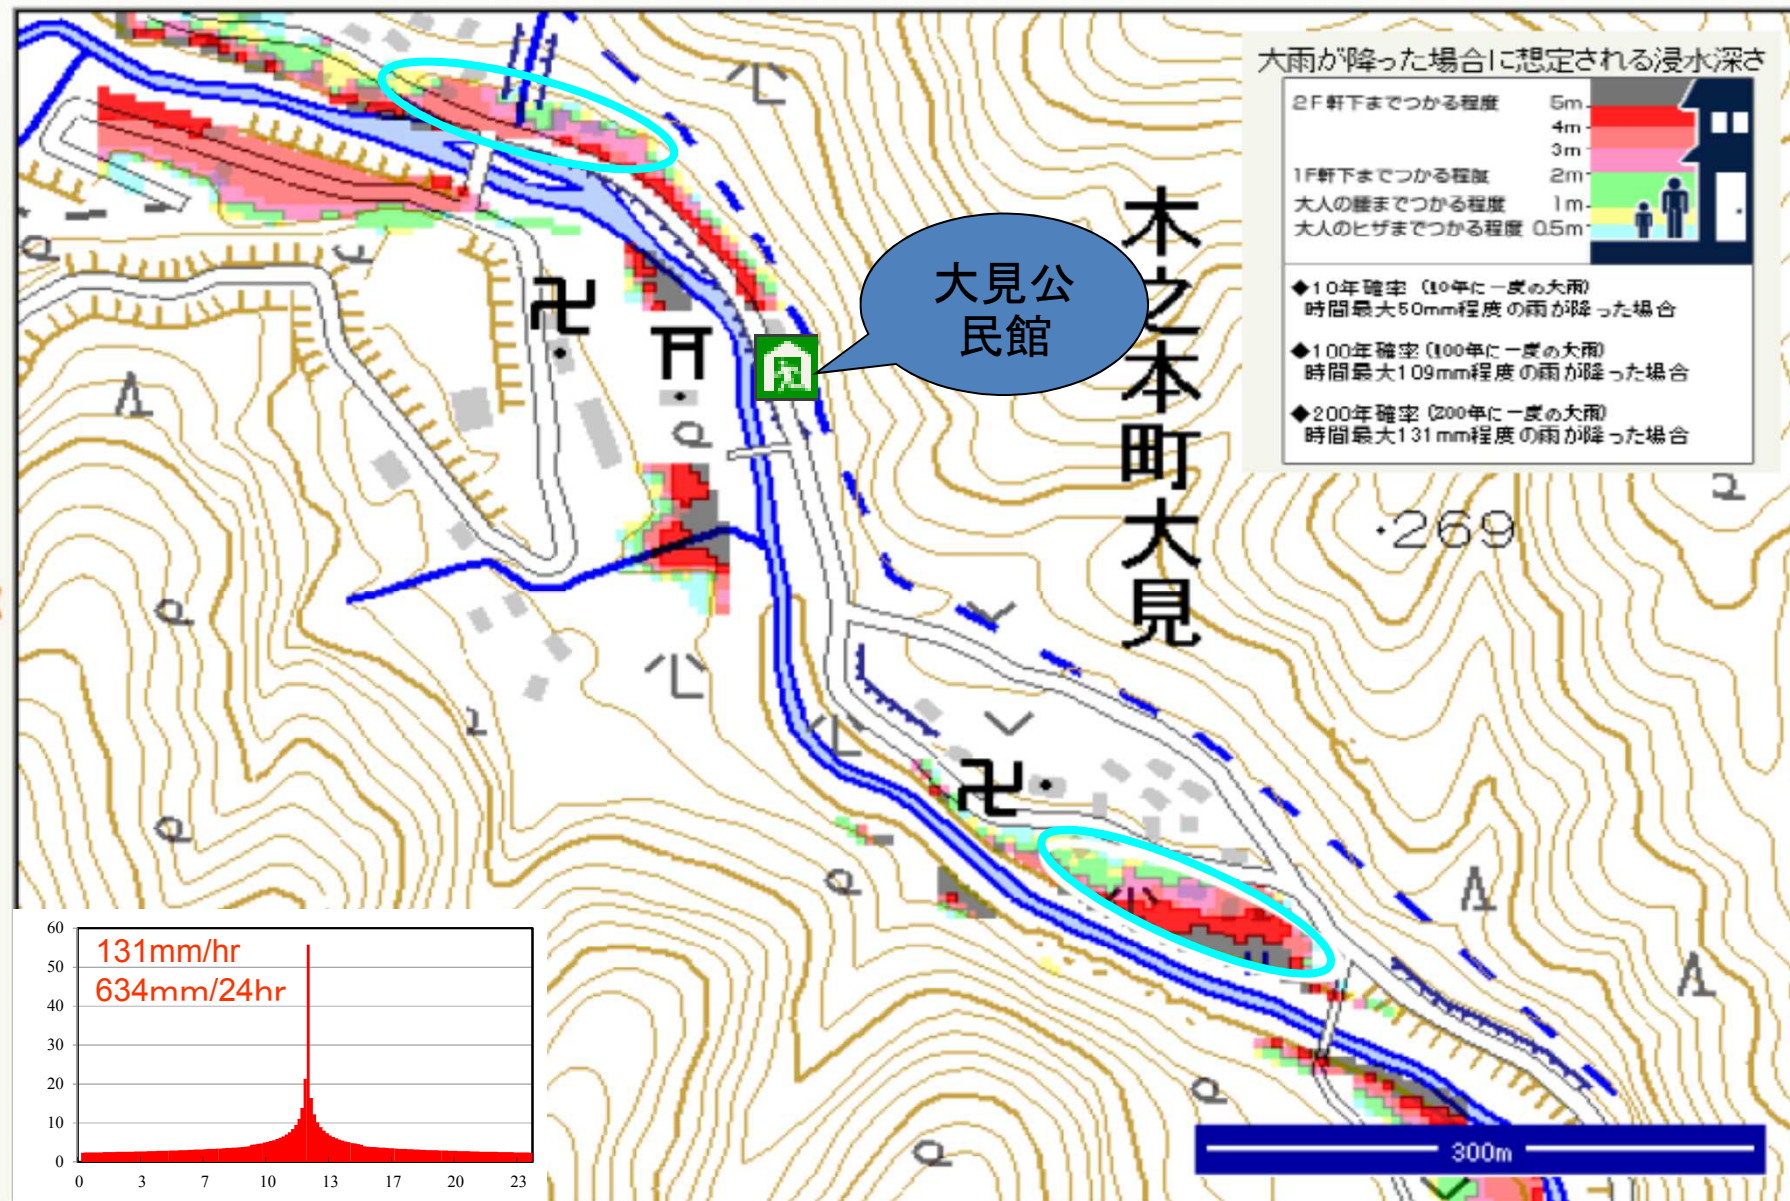 大雨が降った場合に想定される浸水深さ
2F軒下までつかる程度 5m
4m
3m
1F軒下までつかる程度 2m
大人の腰までつかる程度 1m
大人のヒザまでつかる程度 0.5m
◆10年確率（10年に一度の大雨）
時間最大50mm程度の雨が降った場合
◆100年確率（100年に一度の大雨）
時間最大109mm程度の雨が降った場合
◆200年確率（200年に一度の大雨）
時間最大131mm程度の雨が降った場合
大見公
民館
木之本町大見
・269
131mm/hr
634mm/24hr
60
50
40
30
20
10
0
0 3 7 10 13 17 20 23
300m